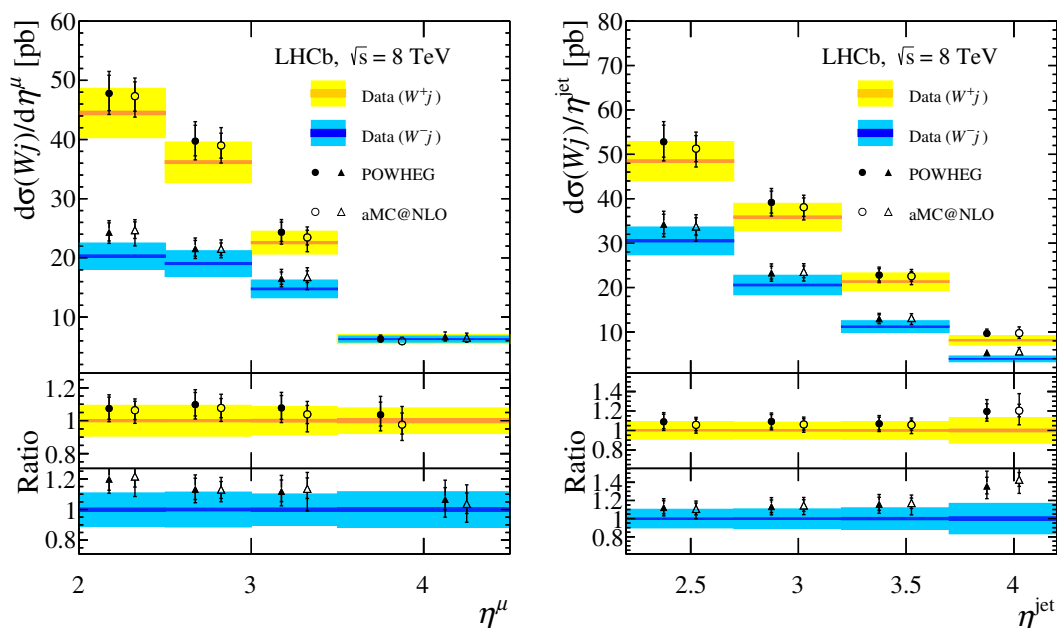 dσ(Wj)/dη^μ [pb]
60
50
40
30
20
10
LHCb, √s = 8 TeV
Data (W⁺j)
Data (W⁻j)
POWHEG
aMC@NLO
Ratio
1.2
1
0.8
1.2
1
0.8
2
3
4
η^μ
dσ(Wj)/η^jet [pb]
80
70
60
50
40
30
20
10
LHCb, √s = 8 TeV
Data (W⁺j)
Data (W⁻j)
POWHEG
aMC@NLO
Ratio
1.4
1.2
1
0.8
1.4
1.2
1
0.8
2.5
3
3.5
4
η^jet